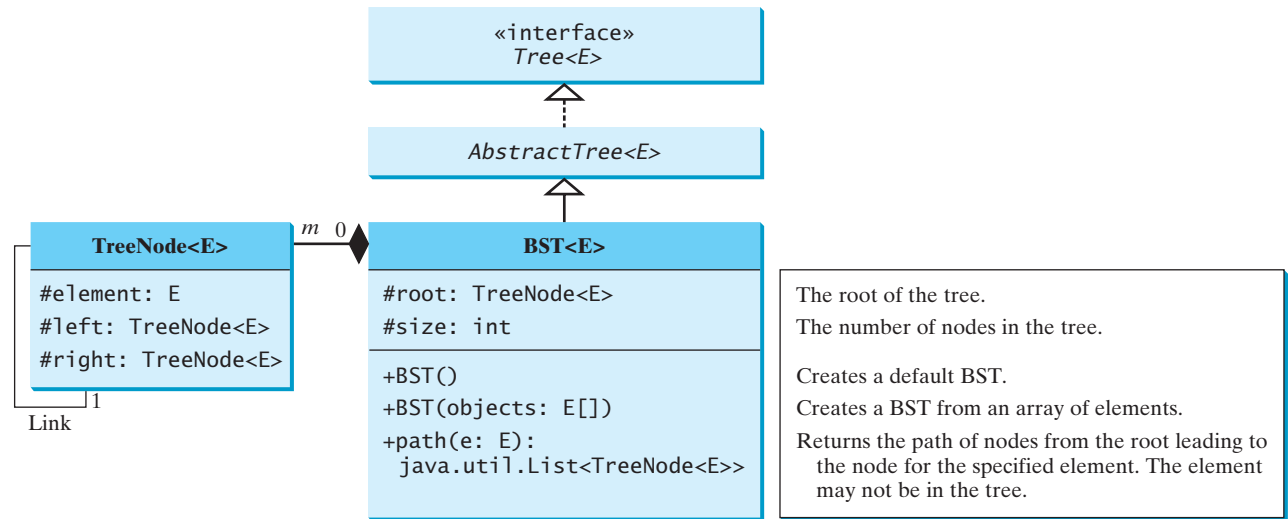 «interface»
Tree<E>
AbstractTree<E>
m 0
TreeNode<E>
#element: E
#left: TreeNode<E>
#right: TreeNode<E>
1
Link
BST<E>
#root: TreeNode<E>
#size: int
+BST()
+BST(objects: E[])
+path(e: E):
java.util.List<TreeNode<E>>
The root of the tree.
The number of nodes in the tree.
Creates a default BST.
Creates a BST from an array of elements.
Returns the path of nodes from the root leading to
the node for the specified element. The element
may not be in the tree.